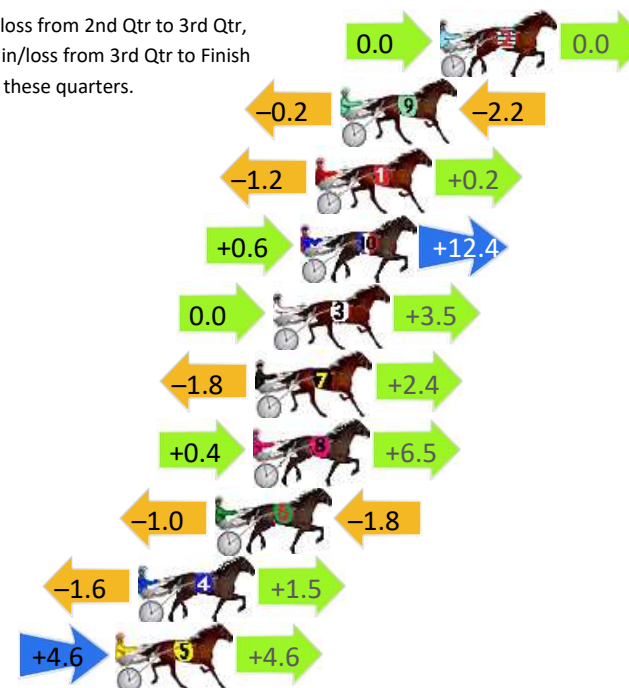 loss from 2nd Qtr to 3rd Qtr,
in/loss from 3rd Qtr to Finish
these quarters.
0.0 2 0.0
–0.2 9 –2.2
–1.2 1 +0.2
+0.6 10 +12.4
0.0 3 +3.5
–1.8 7 +2.4
+0.4 8 +6.5
–1.0 6 –1.8
–1.6 4 +1.5
+4.6 5 +4.6